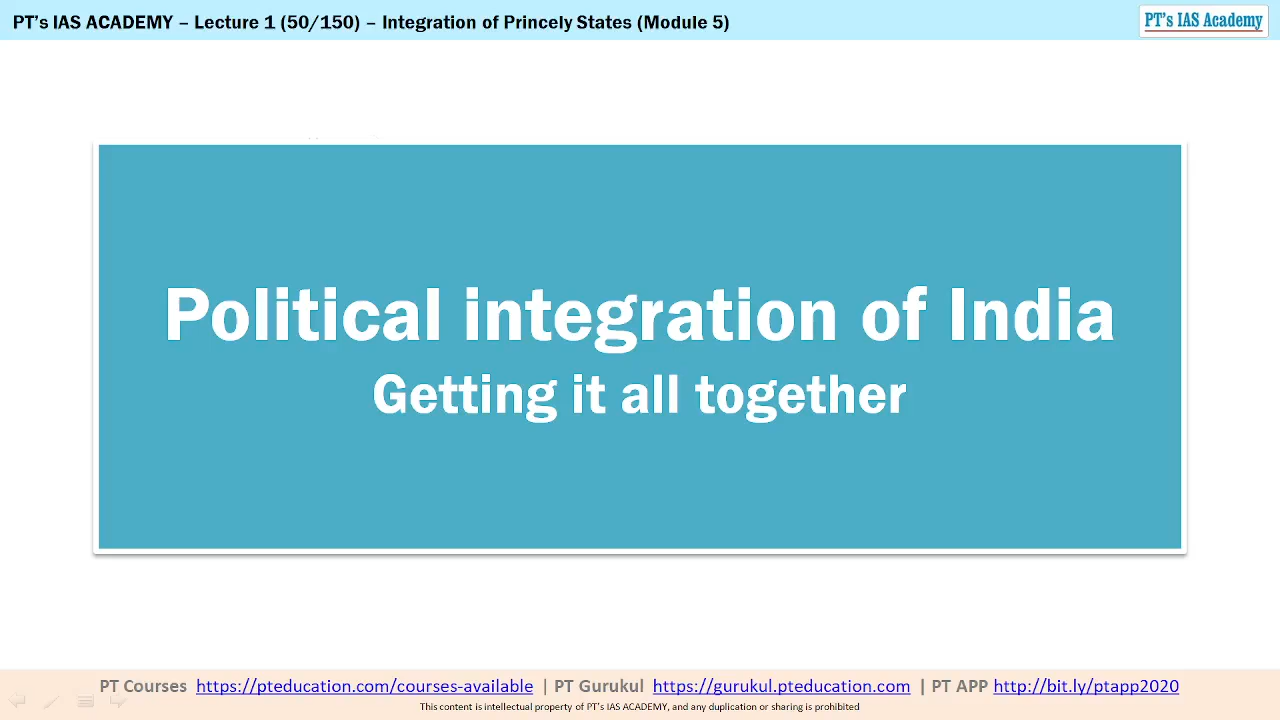 PT's IAS ACADEMY – Lecture 1 (50/150) – Integration of Princely States (Module 5)
PT's IAS Academy
Political integration of India
Getting it all together
PT Courses https://pteducation.com/courses-available | PT Gurukul https://gurukul.pteducation.com | PT APP http://bit.ly/ptapp2020
This content is intellectual property of PT's IAS ACADEMY, and any duplication or sharing is prohibited